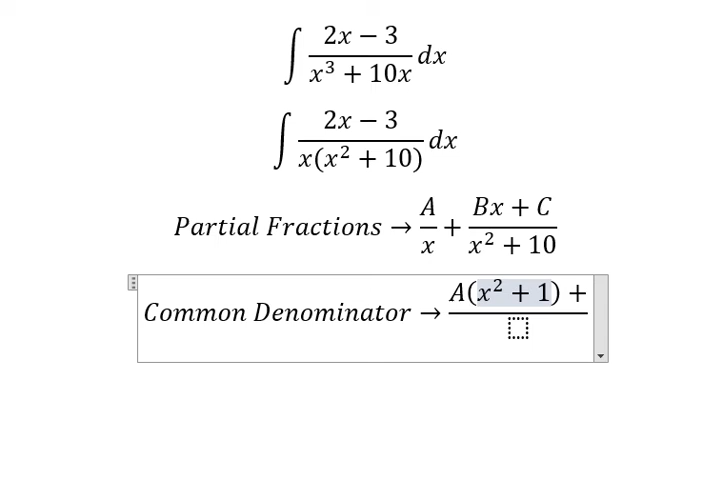 ∫ (2x − 3)/(x³ + 10x) dx
∫ (2x − 3)/(x(x² + 10)) dx
Partial Fractions → A/x + (Bx + C)/(x² + 10)
Common Denominator → (A(x² + 1) +)/⬚